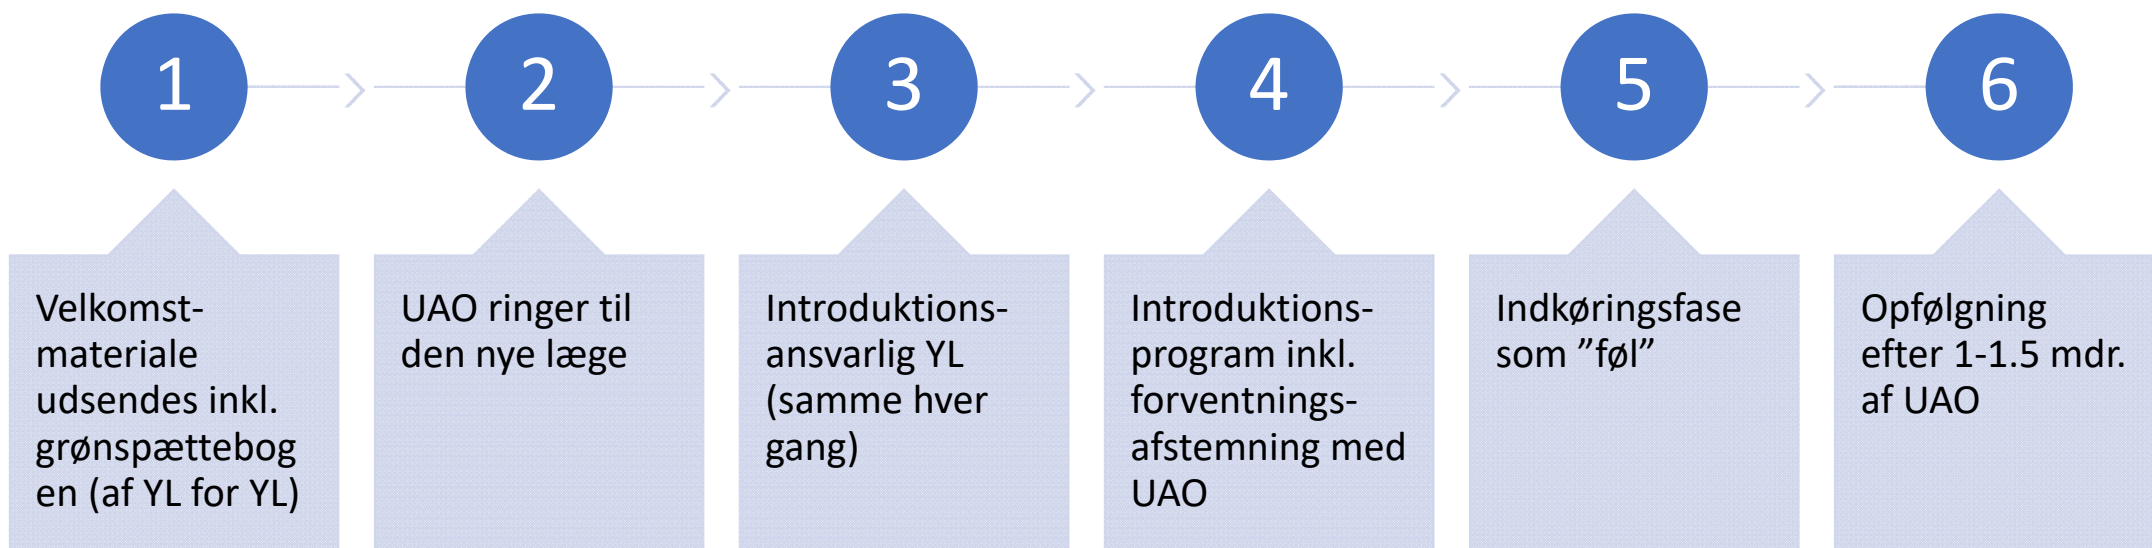 1
2
3
4
5
6
Velkomst-
materiale
udsendes inkl.
grønspættebog
en (af YL for YL)
UAO ringer til
den nye læge
Introduktions-
ansvarlig YL
(samme hver
gang)
Introduktions-
program inkl.
forventnings-
afstemning med
UAO
Indkøringsfase
som ”føl”
Opfølgning
efter 1-1.5 mdr.
af UAO